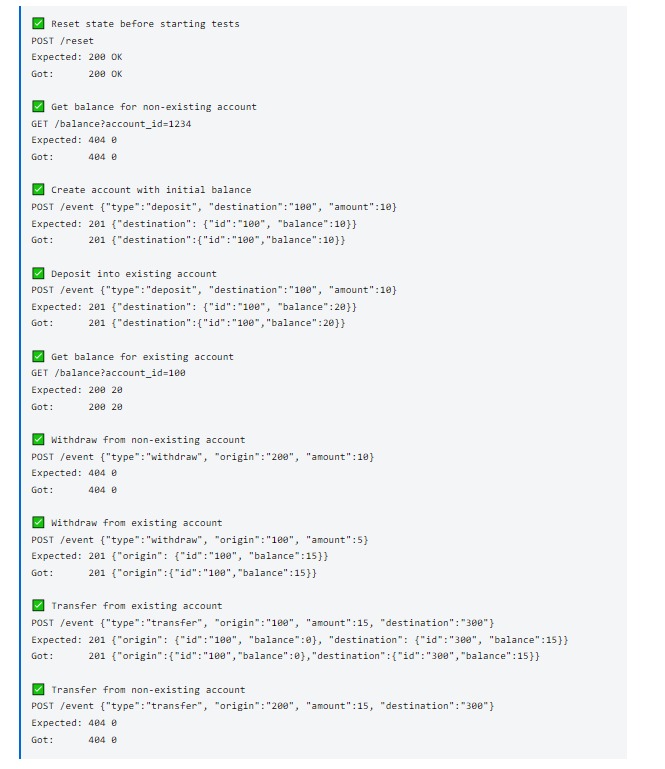 ✅ Reset state before starting tests
POST /reset
Expected: 200 OK
Got:      200 OK
✅ Get balance for non-existing account
GET /balance?account_id=1234
Expected: 404 0
Got:      404 0
✅ Create account with initial balance
POST /event {"type":"deposit", "destination":"100", "amount":10}
Expected: 201 {"destination": {"id":"100", "balance":10}}
Got:      201 {"destination":{"id":"100","balance":10}}
✅ Deposit into existing account
POST /event {"type":"deposit", "destination":"100", "amount":10}
Expected: 201 {"destination": {"id":"100", "balance":20}}
Got:      201 {"destination":{"id":"100","balance":20}}
✅ Get balance for existing account
GET /balance?account_id=100
Expected: 200 20
Got:      200 20
✅ Withdraw from non-existing account
POST /event {"type":"withdraw", "origin":"200", "amount":10}
Expected: 404 0
Got:      404 0
✅ Withdraw from existing account
POST /event {"type":"withdraw", "origin":"100", "amount":5}
Expected: 201 {"origin": {"id":"100", "balance":15}}
Got:      201 {"origin":{"id":"100","balance":15}}
✅ Transfer from existing account
POST /event {"type":"transfer", "origin":"100", "amount":15, "destination":"300"}
Expected: 201 {"origin": {"id":"100", "balance":0}, "destination": {"id":"300", "balance":15}}
Got:      201 {"origin":{"id":"100","balance":0},"destination":{"id":"300","balance":15}}
✅ Transfer from non-existing account
POST /event {"type":"transfer", "origin":"200", "amount":15, "destination":"300"}
Expected: 404 0
Got:      404 0